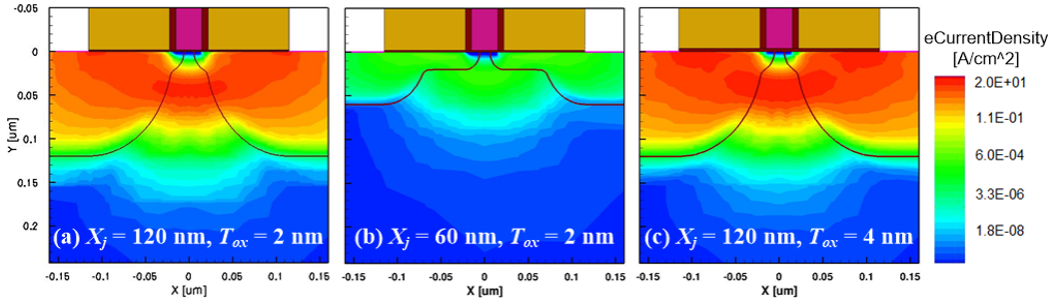 -0.05
0
0.05
0.1
0.15
0.2
Y [um]
(a) Xj = 120 nm, Tox = 2 nm
-0.15 -0.1 -0.05 0 0.05 0.1 0.15
X [um]
(b) Xj = 60 nm, Tox = 2 nm
-0.15 -0.1 -0.05 0 0.05 0.1 0.15
X [um]
(c) Xj = 120 nm, Tox = 4 nm
-0.15 -0.1 -0.05 0 0.05 0.1 0.15
X [um]
eCurrentDensity
[A/cm^2]
2.0E+01
1.1E-01
6.0E-04
3.3E-06
1.8E-08